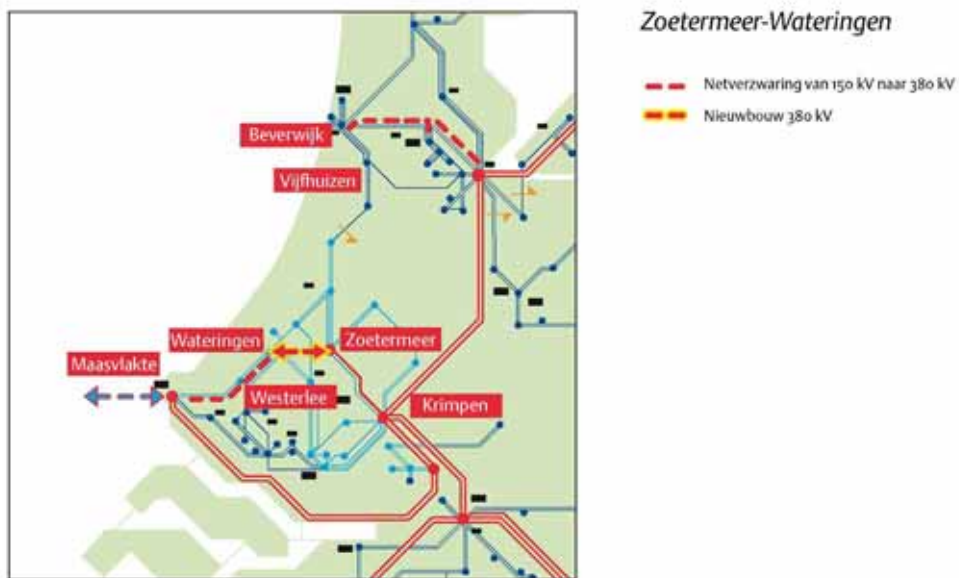 Zoetermeer-Wateringen
Netverzwaring van 150 kV naar 380 kV
Nieuwbouw 380 kV
Beverwijk
Vijfhuizen
Wateringen
Zoetermeer
Maasvlakte
Westerlee
Krimpen